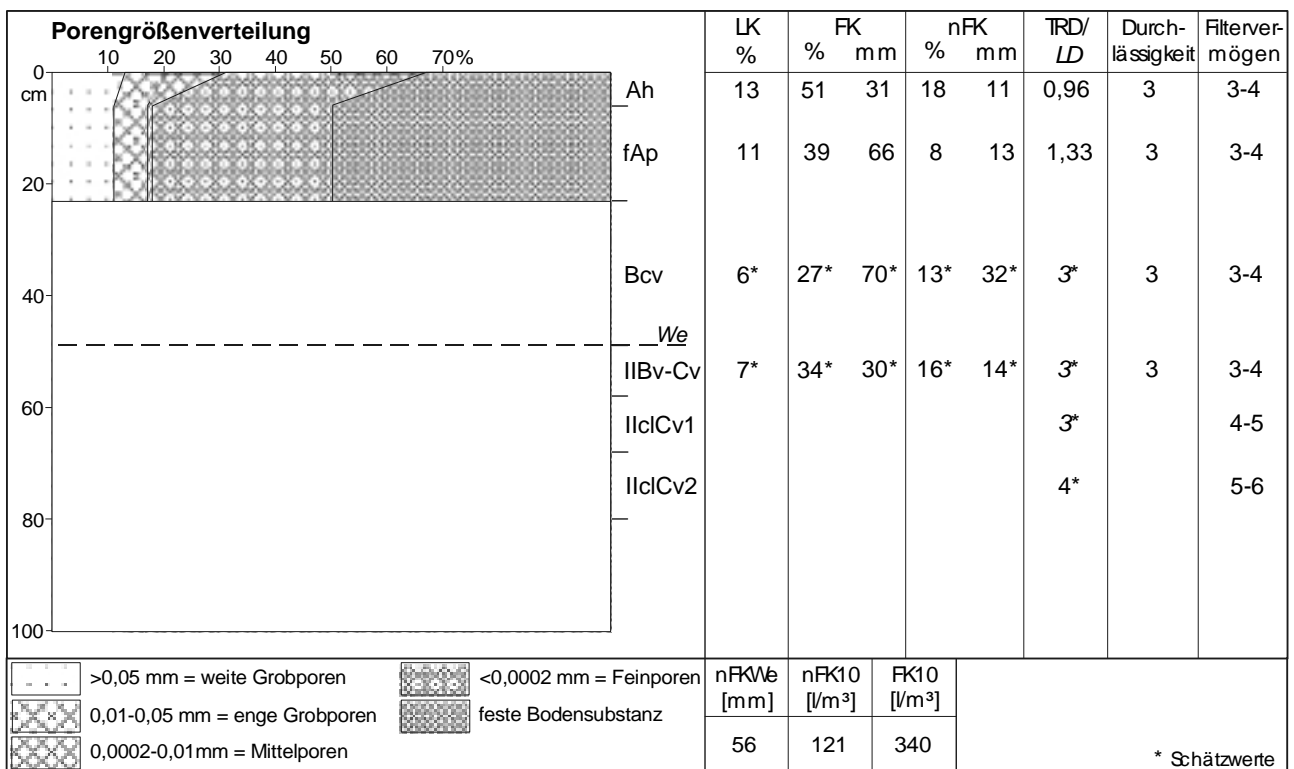 Porengrößenverteilung
10 20 30 40 50 60 70%
LK FK nFK TRD/ Durch- Filterver-
% % mm % mm LD lässigkeit mögen
0
cm
Ah 13 51 31 18 11 0,96 3 3-4
fAp 11 39 66 8 13 1,33 3 3-4
20
Bcv 6* 27* 70* 13* 32* 3* 3 3-4
40
We
IIBv-Cv 7* 34* 30* 16* 14* 3* 3 3-4
60
IIclCv1 3* 4-5
IIclCv2 4* 5-6
80
100
>0,05 mm = weite Grobporen <0,0002 mm = Feinporen nFKWe nFK10 FK10
[mm] [l/m³] [l/m³]
0,01-0,05 mm = enge Grobporen feste Bodensubstanz
0,0002-0,01mm = Mittelporen 56 121 340 * Schätzwerte